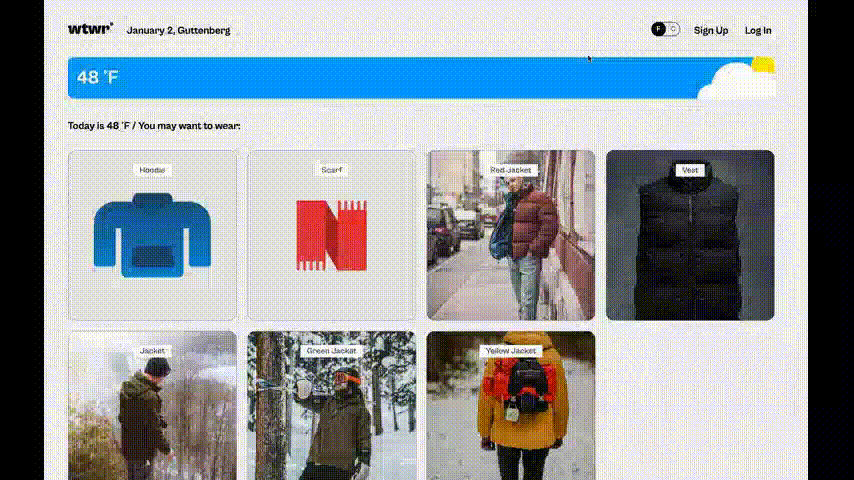 wtwr°
January 2, Guttenberg
F C
Sign Up
Log In
48 °F
Today is 48 °F / You may want to wear:
Hoodie
Scarf
Red Jacket
Vest
Jacket
Green Jacket
Yellow Jacket